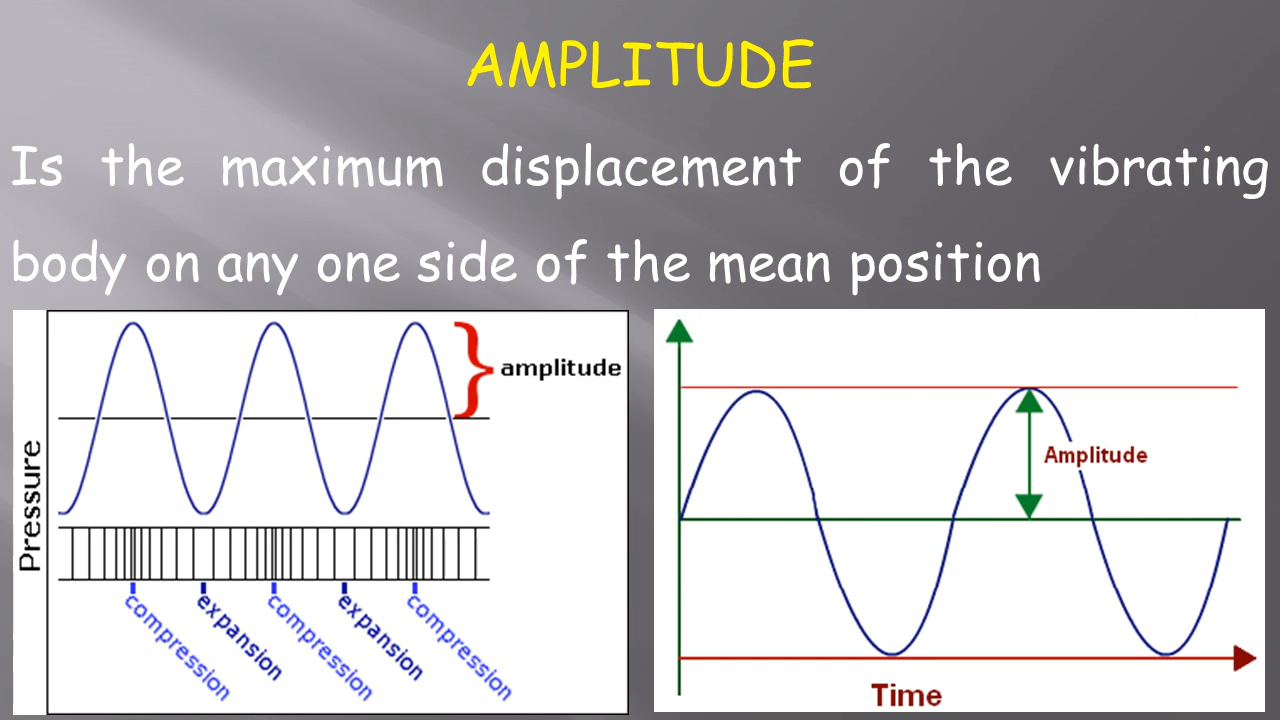 AMPLITUDE
Is the maximum displacement of the vibrating
body on any one side of the mean position
Pressure
amplitude
compression
expansion
compression
expansion
compression
Amplitude
Time